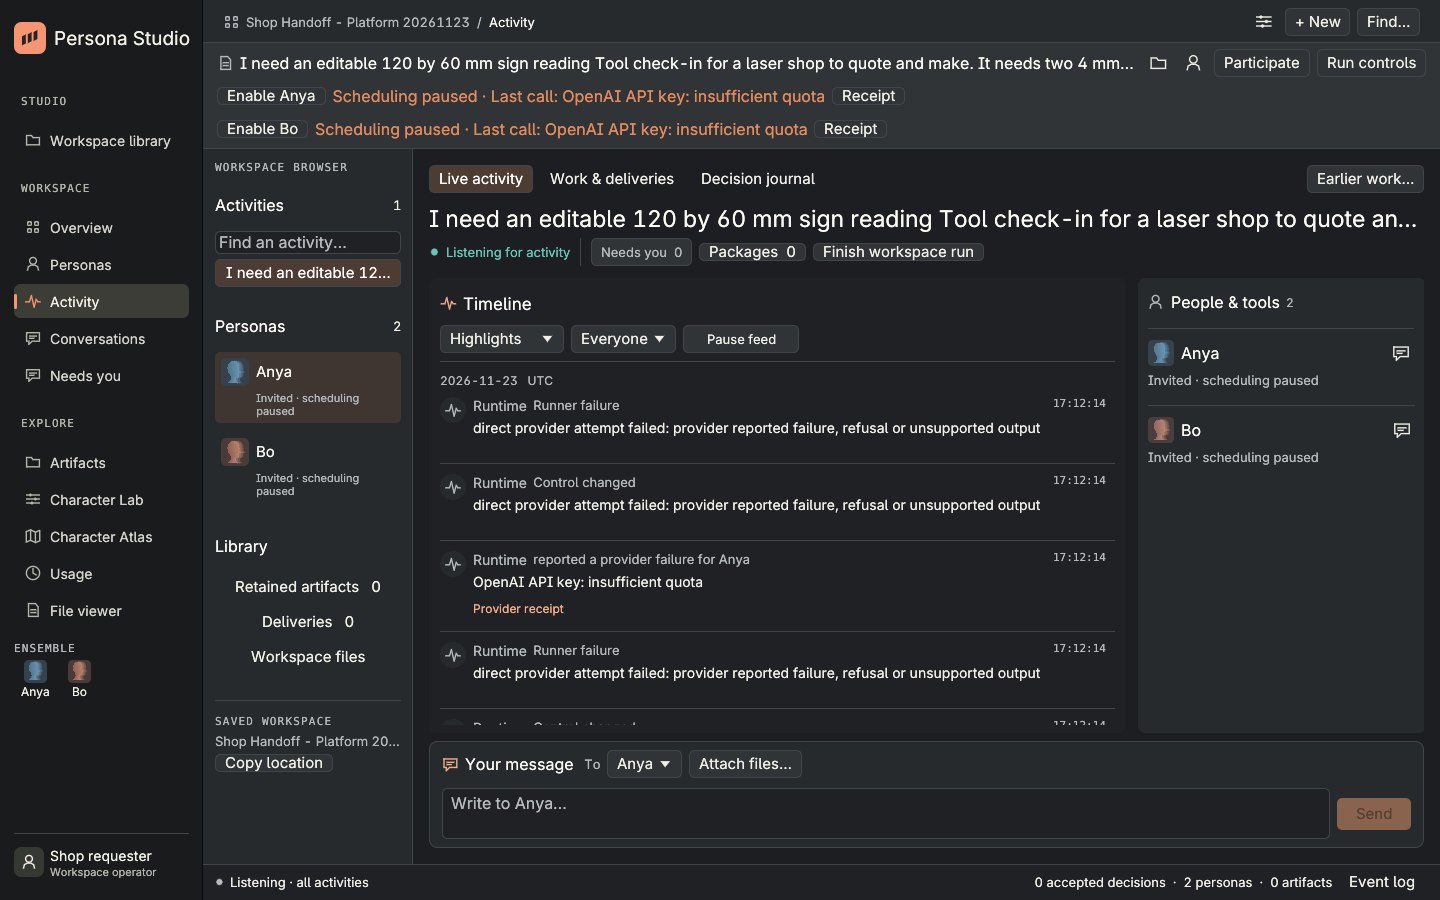 Persona Studio
STUDIO
Workspace library
WORKSPACE
Overview
Personas
Activity
Conversations
Needs you
EXPLORE
Artifacts
Character Lab
Character Atlas
Usage
File viewer
ENSEMBLE
Anya Bo
Shop requester
Workspace operator
Shop Handoff - Platform 20261123 / Activity
+ New Find...
I need an editable 120 by 60 mm sign reading Tool check-in for a laser shop to quote and make. It needs two 4 mm...
Participate Run controls
Enable Anya Scheduling paused · Last call: OpenAI API key: insufficient quota Receipt
Enable Bo Scheduling paused · Last call: OpenAI API key: insufficient quota Receipt
WORKSPACE BROWSER
Activities 1
Find an activity...
I need an editable 12...
Personas 2
Anya
Invited · scheduling
paused
Bo
Invited · scheduling
paused
Library
Retained artifacts 0
Deliveries 0
Workspace files
SAVED WORKSPACE
Shop Handoff - Platform 20...
Copy location
Live activity Work & deliveries Decision journal Earlier work...
I need an editable 120 by 60 mm sign reading Tool check-in for a laser shop to quote an...
Listening for activity Needs you 0 Packages 0 Finish workspace run
Timeline
Highlights Everyone Pause feed
2026-11-23 UTC
Runtime Runner failure 17:12:14
direct provider attempt failed: provider reported failure, refusal or unsupported output
Runtime Control changed 17:12:14
direct provider attempt failed: provider reported failure, refusal or unsupported output
Runtime reported a provider failure for Anya 17:12:14
OpenAI API key: insufficient quota
Provider receipt
Runtime Runner failure 17:12:14
direct provider attempt failed: provider reported failure, refusal or unsupported output
Runtime Control changed 17:12:14
People & tools 2
Anya
Invited · scheduling paused
Bo
Invited · scheduling paused
Your message To Anya Attach files...
Write to Anya...
Send
Listening · all activities
0 accepted decisions · 2 personas · 0 artifacts Event log